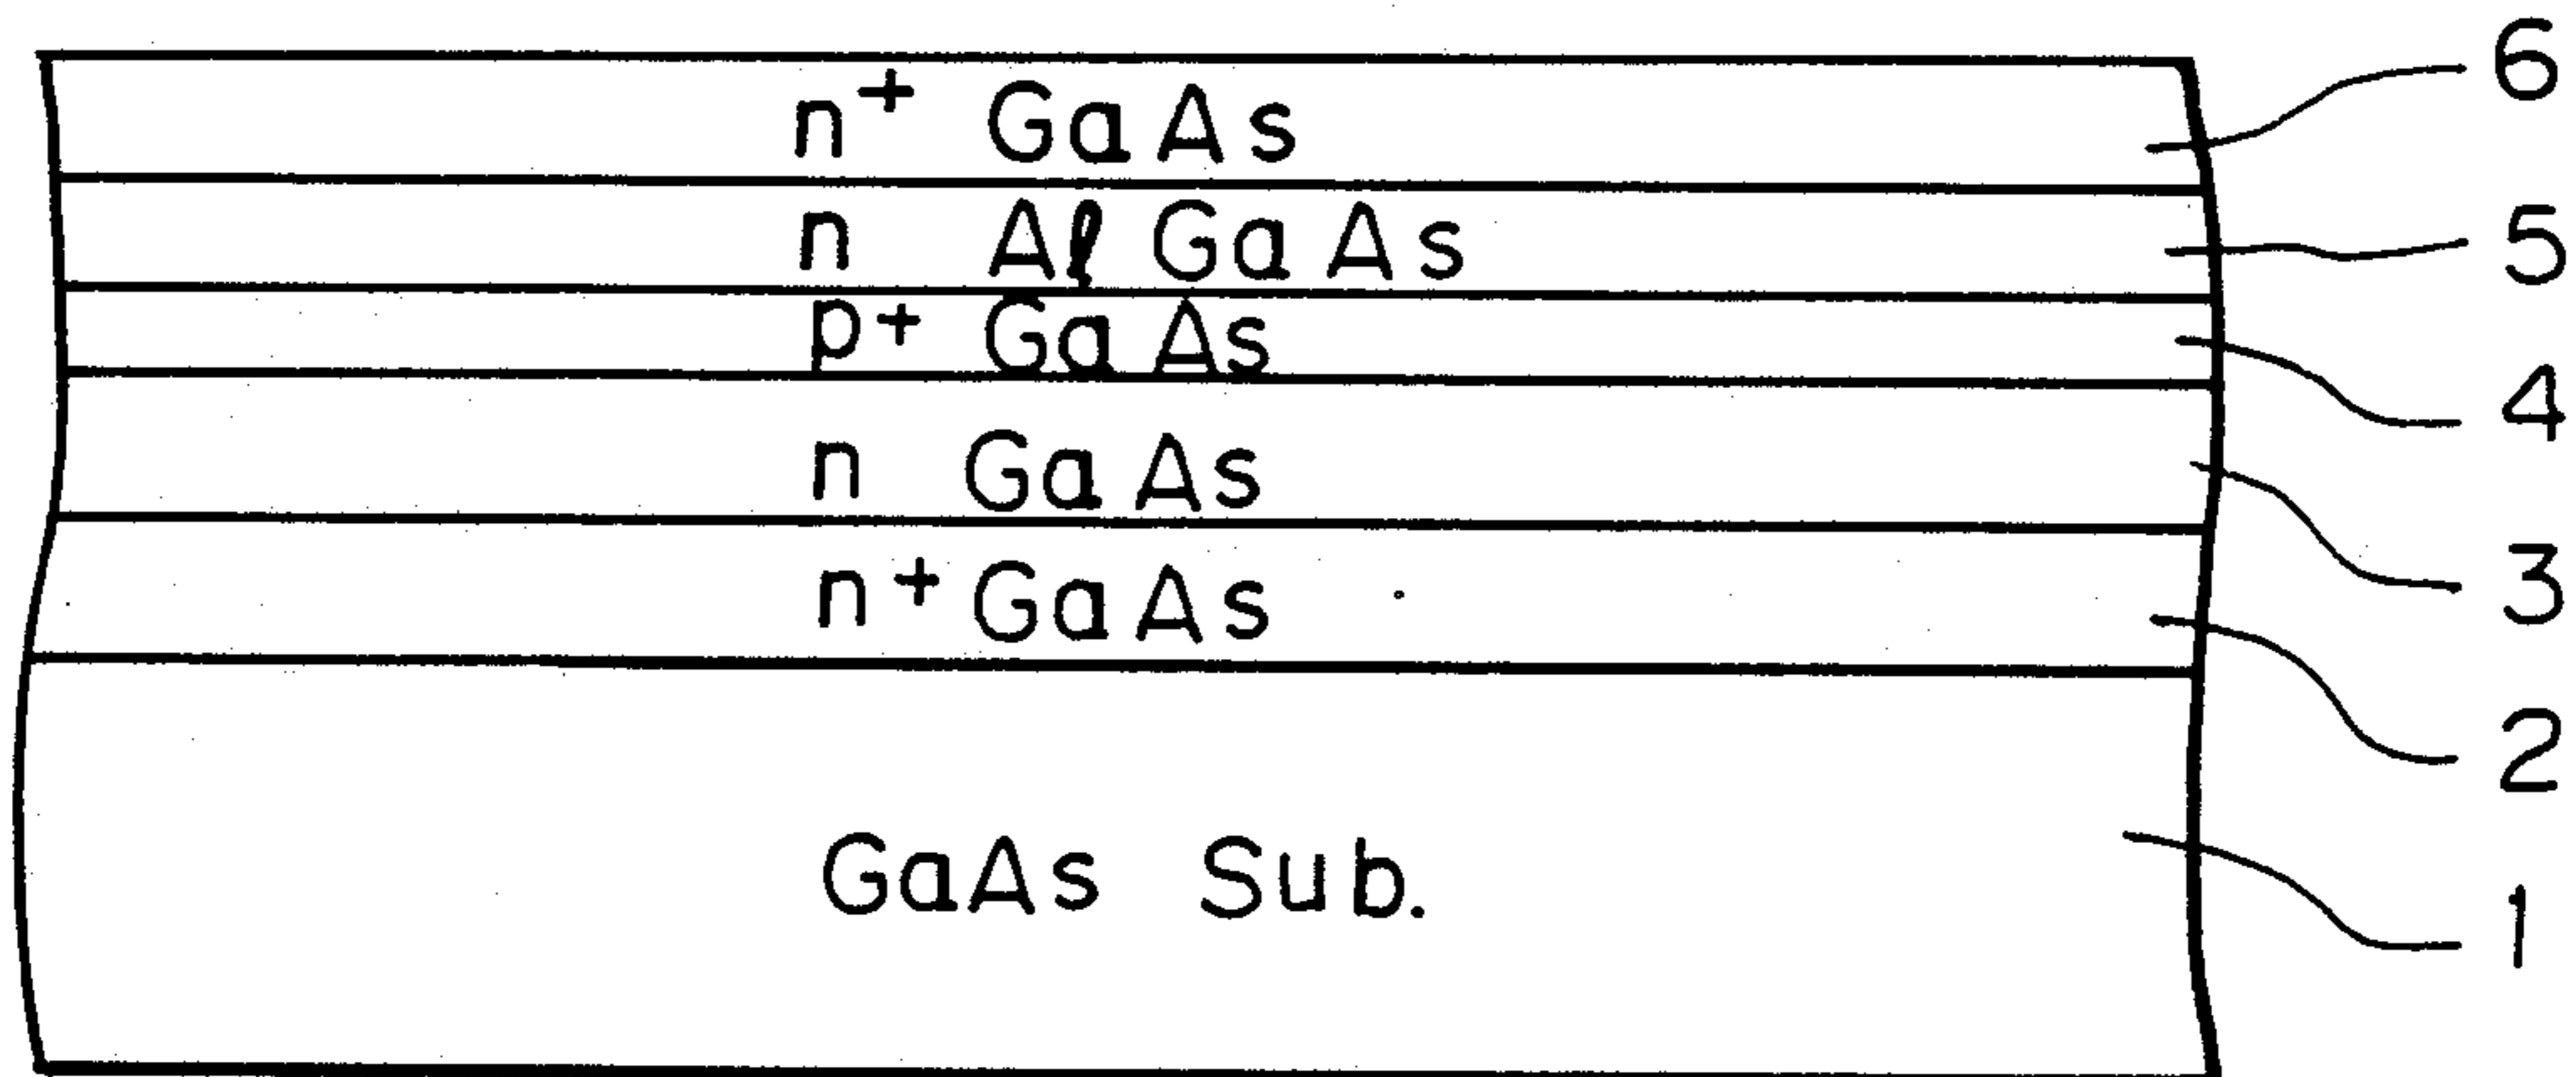 n+ GaAs 6
n AlGaAs 5
p+ GaAs 4
n GaAs 3
n+ GaAs 2
GaAs Sub. 1